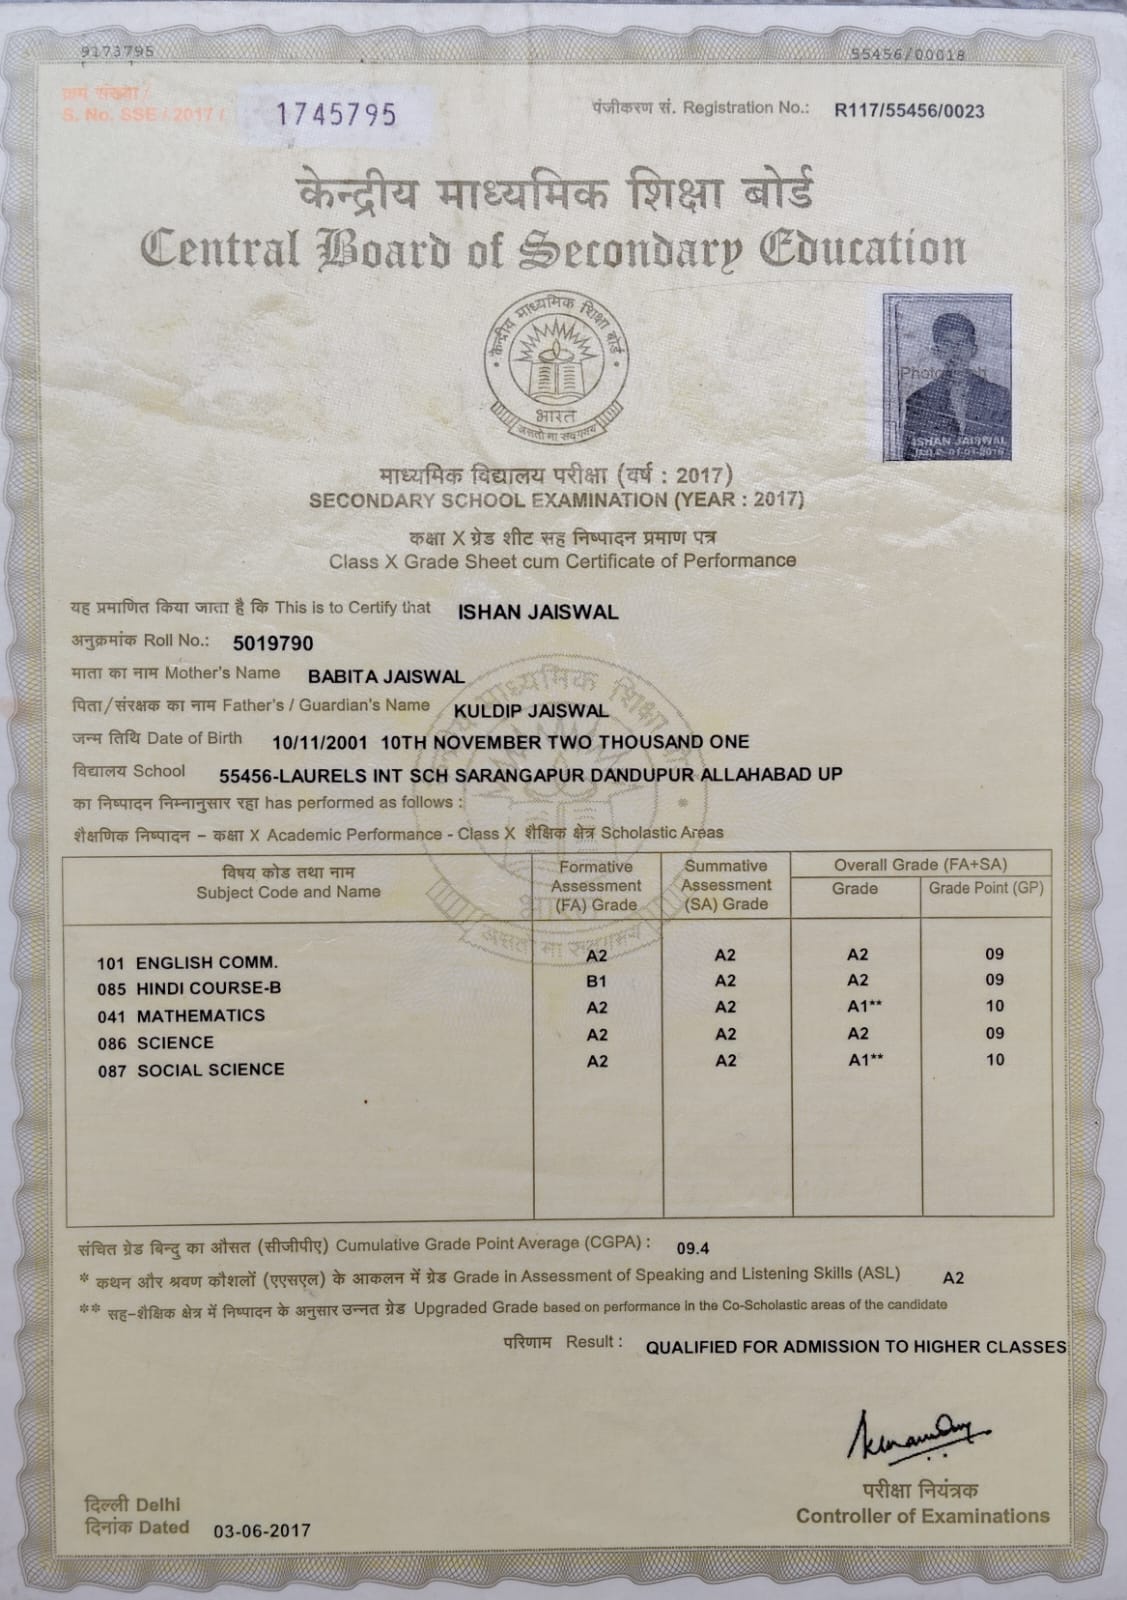 9173795
55456/00018
क्रम संख्या/
S. No. SSE / 2017 / 1745795
पंजीकरण सं. Registration No.: R117/55456/0023
केन्द्रीय माध्यमिक शिक्षा बोर्ड
Central Board of Secondary Education
केन्द्रीय माध्यमिक शिक्षा बोर्ड
भारत
असतो मा सद्गमय
Photograph
ISHAN JAISWAL
माध्यमिक विद्यालय परीक्षा (वर्ष : 2017)
SECONDARY SCHOOL EXAMINATION (YEAR : 2017)
कक्षा X ग्रेड शीट सह निष्पादन प्रमाण पत्र
Class X Grade Sheet cum Certificate of Performance
यह प्रमाणित किया जाता है कि This is to Certify that ISHAN JAISWAL
अनुक्रमांक Roll No.: 5019790
माता का नाम Mother's Name BABITA JAISWAL
पिता/संरक्षक का नाम Father's / Guardian's Name KULDIP JAISWAL
जन्म तिथि Date of Birth 10/11/2001 10TH NOVEMBER TWO THOUSAND ONE
विद्यालय School 55456-LAURELS INT SCH SARANGAPUR DANDUPUR ALLAHABAD UP
का निष्पादन निम्नानुसार रहा has performed as follows :
शैक्षणिक निष्पादन – कक्षा X Academic Performance - Class X शैक्षिक क्षेत्र Scholastic Areas
विषय कोड तथा नाम
Subject Code and Name
Formative
Assessment
(FA) Grade
Summative
Assessment
(SA) Grade
Overall Grade (FA+SA)
Grade
Grade Point (GP)
101 ENGLISH COMM. A2 A2 A2 09
085 HINDI COURSE-B B1 A2 A2 09
041 MATHEMATICS A2 A2 A1** 10
086 SCIENCE A2 A2 A2 09
087 SOCIAL SCIENCE A2 A2 A1** 10
संचित ग्रेड बिन्दु का औसत (सीजीपीए) Cumulative Grade Point Average (CGPA) : 09.4
* कथन और श्रवण कौशलों (एएसएल) के आकलन में ग्रेड Grade in Assessment of Speaking and Listening Skills (ASL) A2
** सह-शैक्षिक क्षेत्र में निष्पादन के अनुसार उन्नत ग्रेड Upgraded Grade based on performance in the Co-Scholastic areas of the candidate
परिणाम Result : QUALIFIED FOR ADMISSION TO HIGHER CLASSES
परीक्षा नियंत्रक
Controller of Examinations
दिल्ली Delhi
दिनांक Dated 03-06-2017